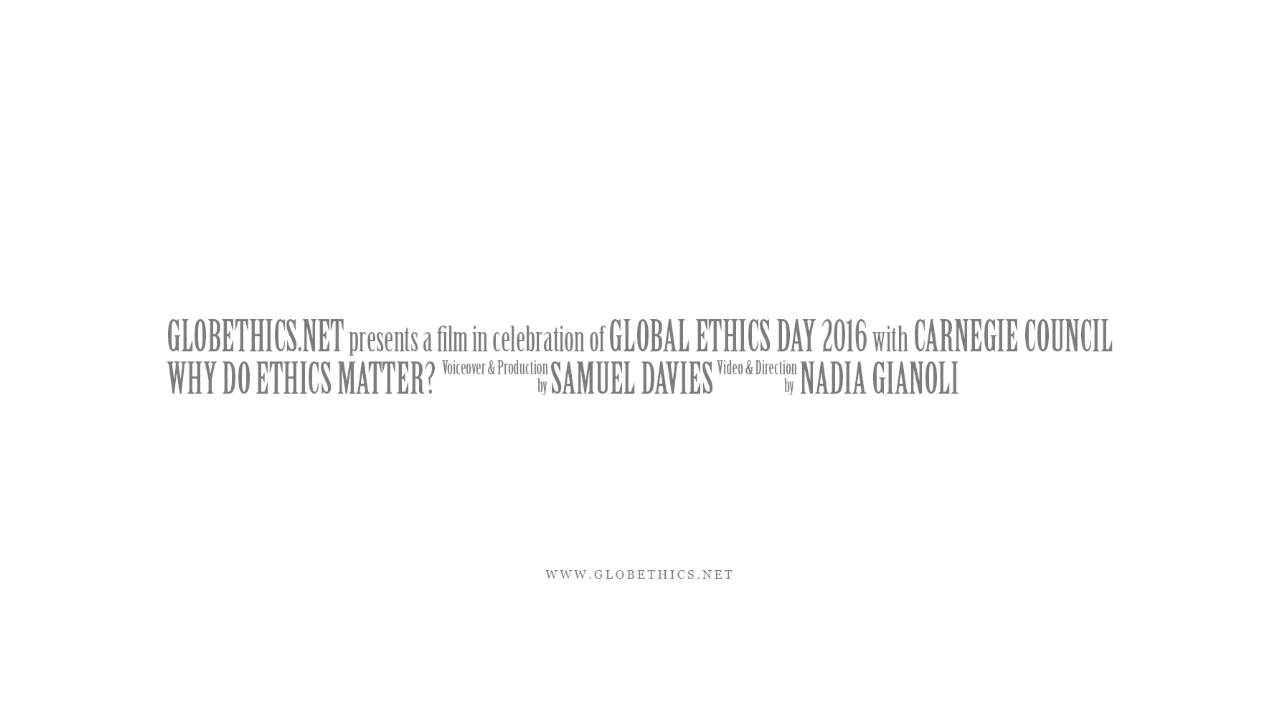 GLOBETHICS.NET presents a film in celebration of GLOBAL ETHICS DAY 2016 with CARNEGIE COUNCIL
WHY DO ETHICS MATTER? Voiceover & Production by SAMUEL DAVIES Video & Direction by NADIA GIANOLI
WWW.GLOBETHICS.NET